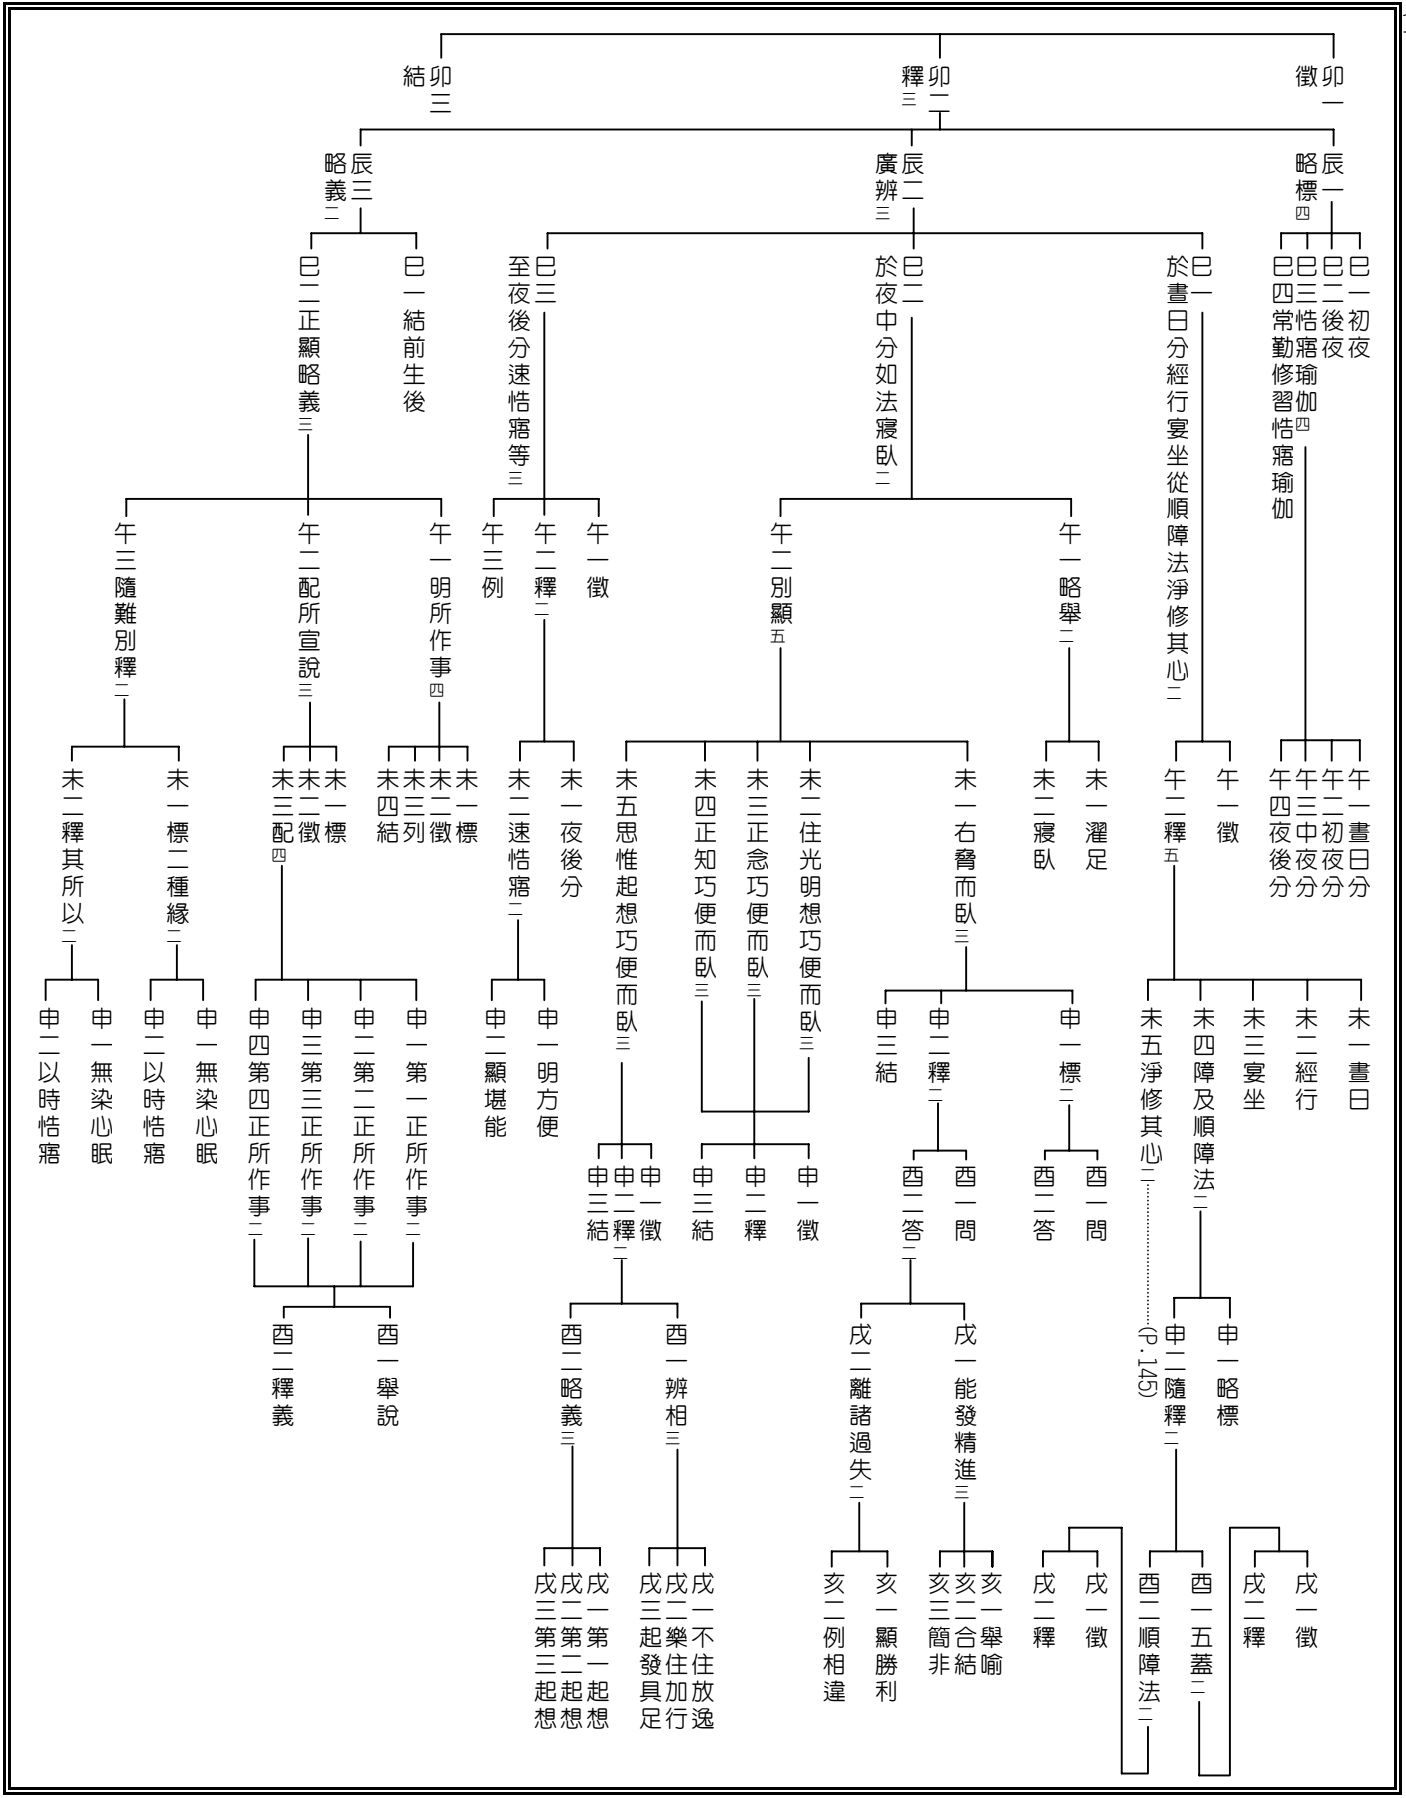 卯一
徵
卯二
釋三
卯三
結
辰一
略標四
辰二
廣辨三
辰三
略義二
巳一初夜
巳二後夜
巳三悎寤瑜伽四
巳四常勤修習悎寤瑜伽
巳一
於晝日分經行宴坐從順障法淨修其心二
巳二
於夜中分如法寢臥二
巳三
至夜後分速悎寤等三
巳一結前生後
巳二正顯略義三
午一略舉二
午二別顯五
午一徵
午二釋二
午三例
午一明所作事四
午二配所宣說三
午三隨難別釋二
午一晝日分
午二初夜分
午三中夜分
午四夜後分
午一徵
午二釋五
未一濯足
未二寢臥
未一右脅而臥三
未二住光明想巧便而臥三
未三正念巧便而臥三
未四正知巧便而臥三
未五思惟起想巧便而臥三
未一夜後分
未二速悎寤二
未一標
未二徵
未三列
未四結
未一標
未二徵
未三配四
未一標二種緣二
未二釋其所以二
未一晝日
未二經行
未三宴坐
未四障及順障法二
未五淨修其心二
(P.145)
申一標二
申二釋二
申三結
申一明方便
申二顯堪能
申一第一正所作事二
申二第二正所作事二
申三第三正所作事二
申四第四正所作事二
申一無染心眠
申二以時悎寤
申一無染心眠
申二以時悎寤
酉一問
酉二答
酉一問
酉二答二
申一徵
申二釋
申三結
申一徵
申二釋二
申三結
申一略標
申二隨釋二
戌一能發精進三
戌二離諸過失二
酉一辨相三
酉二略義三
酉一舉說
酉二釋義
戌一徵
戌二釋
酉一五蓋二
酉二順障法二
戌一徵
戌二釋
亥一舉喻
亥二合結
亥三簡非
亥一顯勝利
亥二例相違
戌一不住放逸
戌二樂住加行
戌三起發具足
戌一第一起想
戌二第二起想
戌三第三起想